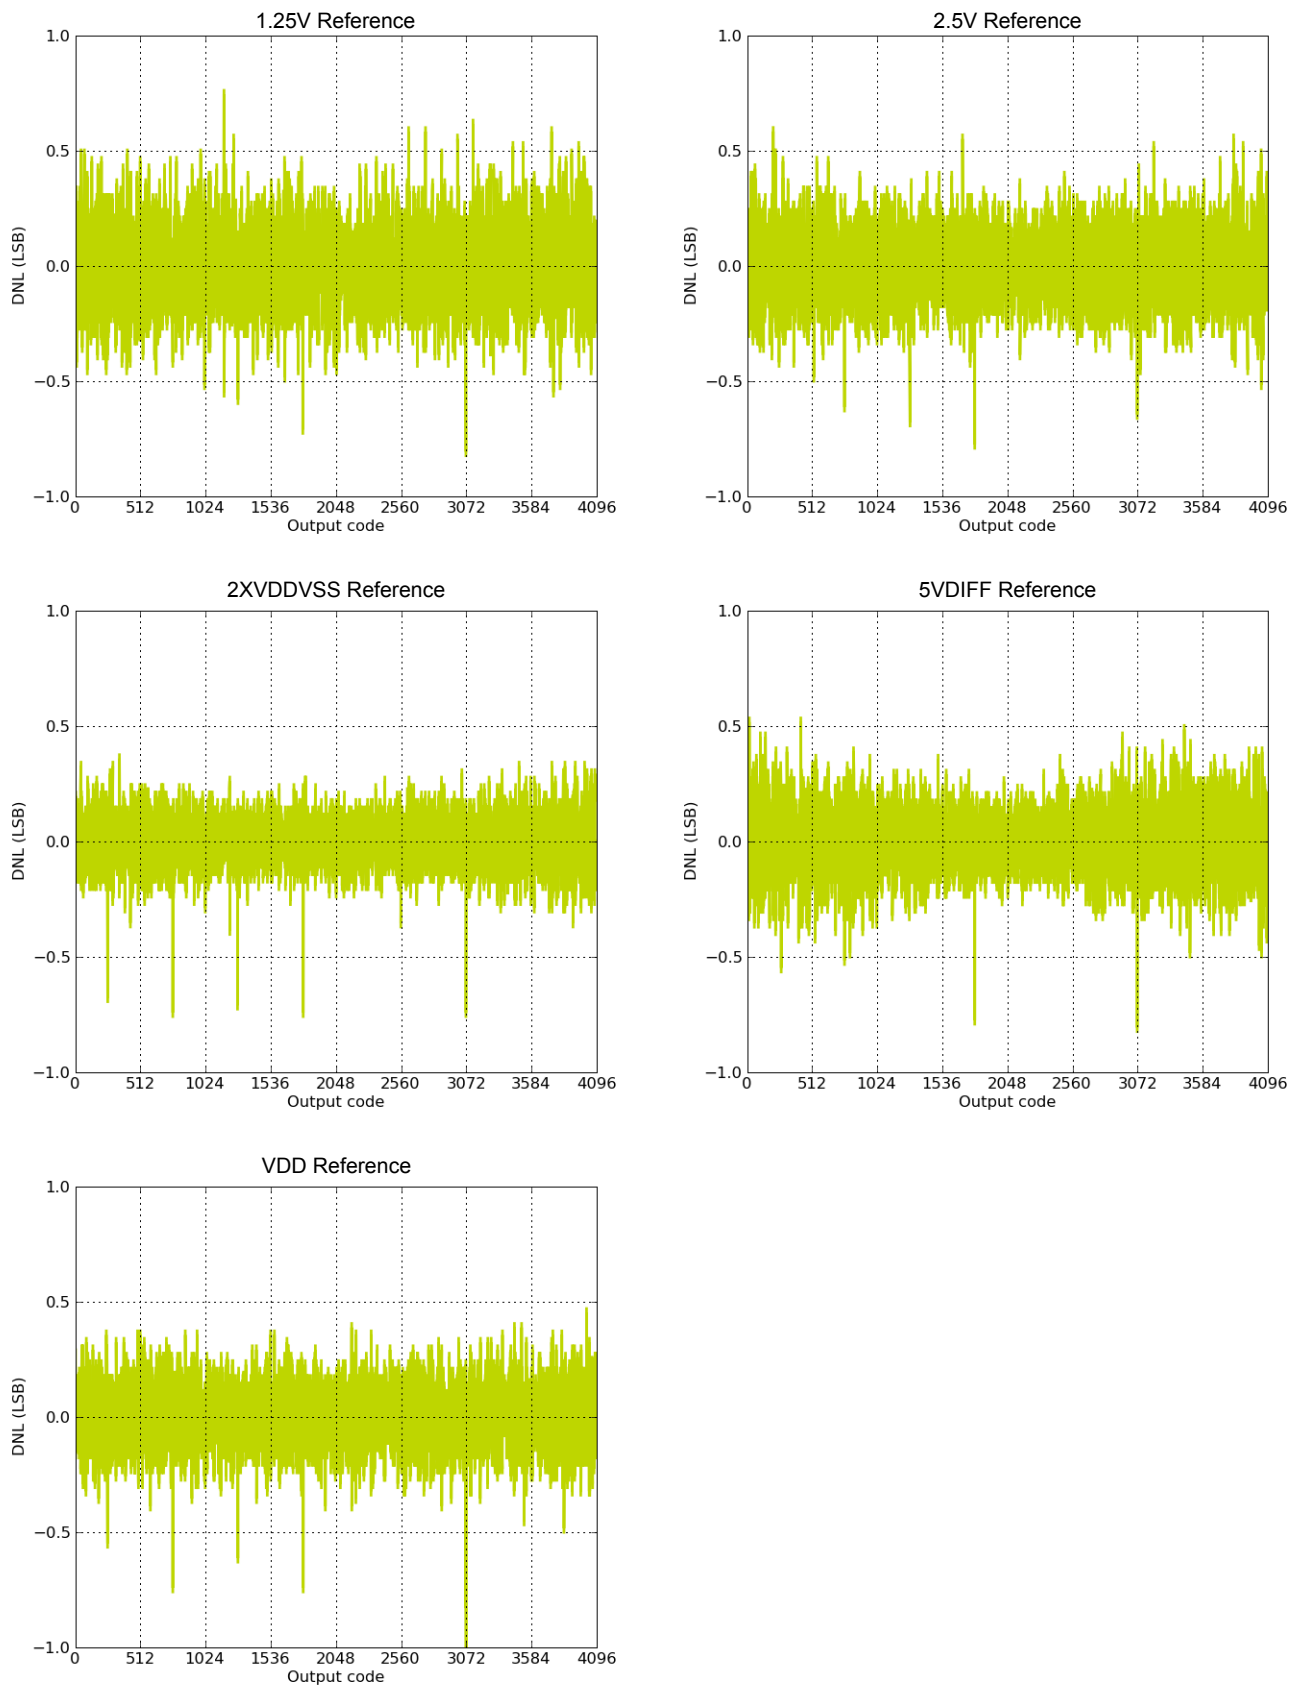 1.25V Reference
1.0
0.5
0.0
−0.5
−1.0
DNL (LSB)
0 512 1024 1536 2048 2560 3072 3584 4096
Output code
2.5V Reference
1.0
0.5
0.0
−0.5
−1.0
DNL (LSB)
0 512 1024 1536 2048 2560 3072 3584 4096
Output code
2XVDDVSS Reference
1.0
0.5
0.0
−0.5
−1.0
DNL (LSB)
0 512 1024 1536 2048 2560 3072 3584 4096
Output code
5VDIFF Reference
1.0
0.5
0.0
−0.5
−1.0
DNL (LSB)
0 512 1024 1536 2048 2560 3072 3584 4096
Output code
VDD Reference
1.0
0.5
0.0
−0.5
−1.0
DNL (LSB)
0 512 1024 1536 2048 2560 3072 3584 4096
Output code